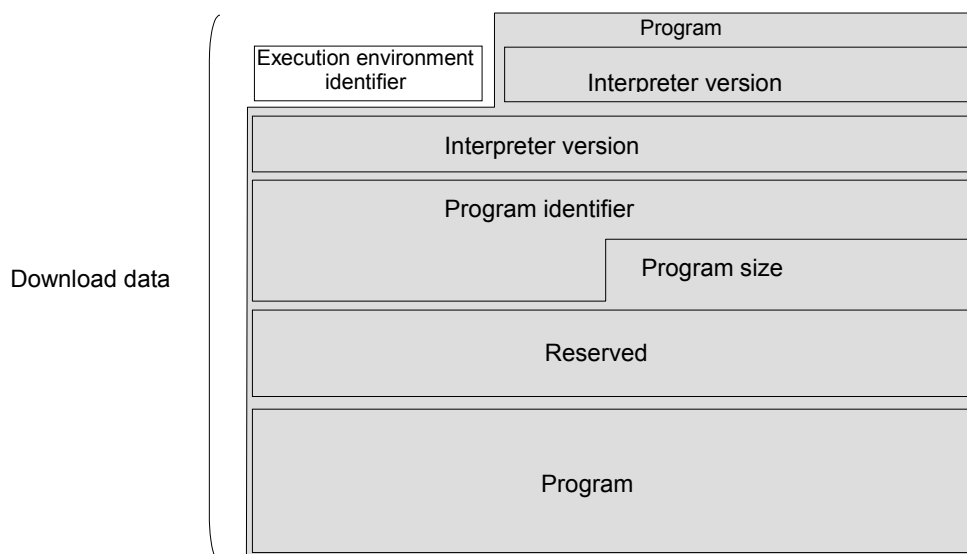 Program
Execution environment
identifier
Interpreter version
Interpreter version
Program identifier
Program size
Download data
Reserved
Program